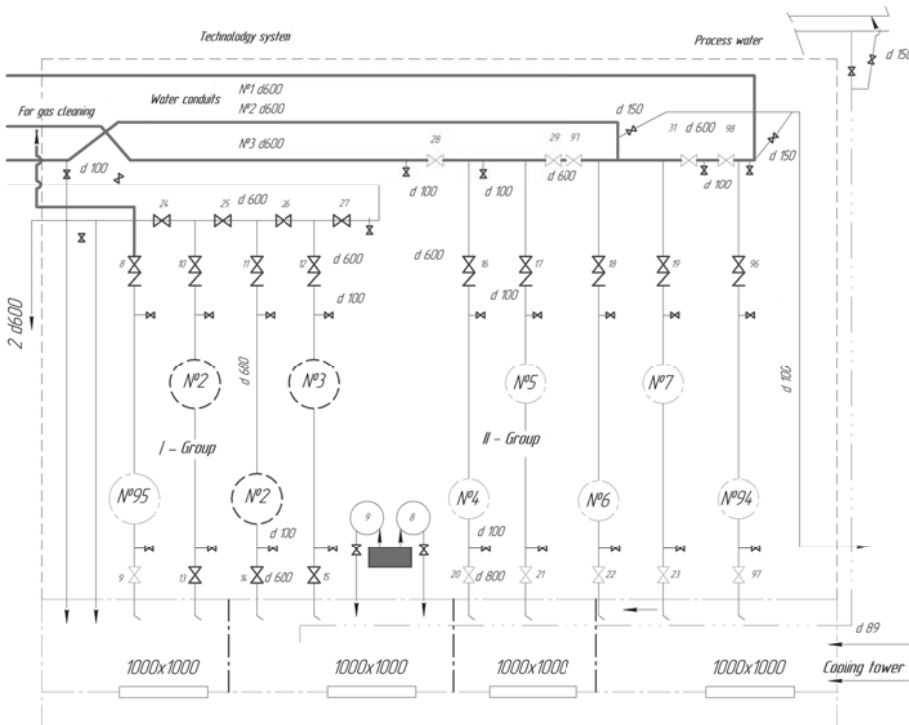 Technolodgy system
Process water
d 150
For gas cleaning
Water conduits
№1 d600
№2 d600
№3 d600
d 150
31
d 600
98
d 150
28
29
97
d 100
d 100
d 100
d 600
d 100
24
d 600
25
26
27
8
10
11
12
d 600
d 600
16
17
18
19
96
d 100
d 100
2 d600
d 600
№2
№3
№5
№7
d 100
I - Group
II - Group
№95
№2
№4
№6
№94
9
8
d 100
d 100
9
13
14
d 600
15
20
d 800
21
22
23
97
d 89
1000x1000
1000x1000
1000x1000
1000x1000
Cooling tower